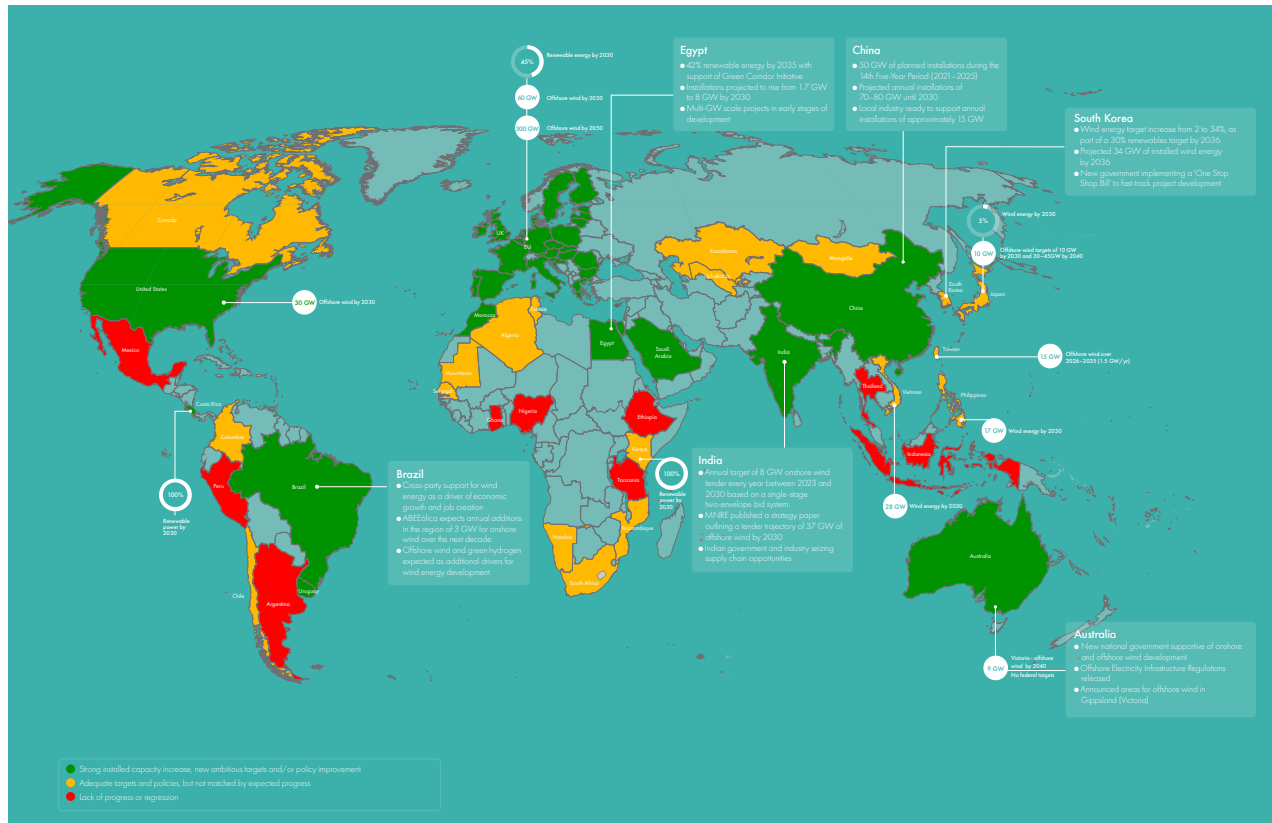 45%
Renewable energy by 2030
60 GW
Offshore wind by 2030
300 GW
Offshore wind by 2050
Egypt
● 42% renewable energy by 2035 with
support of Green Corridor Initiative
● Installations projected to rise from 1.7 GW
to 8 GW by 2030
● Multi-GW scale projects in early stages of
development
China
● 50 GW of planned installations during the
14th Five-Year Period (2021–2025)
● Projected annual installations of
70–80 GW until 2030
● Local industry ready to support annual
installations of approximately 15 GW
South Korea
● Wind energy target increase from 2 to 34%, as
part of a 30% renewables target by 2036
● Projected 34 GW of installed wind energy
by 2036
● New government implementing a 'One Stop
Shop Bill' to fast-track project development
5%
Wind energy by 2030
10 GW
Offshore wind targets of 10 GW
by 2030 and 30–45GW by 2040
Canada
UK
EU
Kazakhstan
Mongolia
South
Korea
Japan
United States
30 GW
Offshore wind by 2030
Morocco
Tunisia
Algeria
Egypt
Saudi
Arabia
China
India
Taiwan
15 GW
Offshore wind over
2026–2035 (1.5 GW/yr)
Mexico
Mauritania
Senegal
Costa Rica
Colombia
Ghana
Nigeria
Ethiopia
Kenya
Tanzania
Thailand
Vietnam
Philippines
17 GW
Wind energy by 2030
Indonesia
28 GW
Wind energy by 2030
100%
Renewable
power by
2030
Peru
Brazil
Brazil
● Cross-party support for wind
energy as a driver of economic
growth and job creation
● ABEEólica expects annual additions
in the region of 3 GW for onshore
wind over the next decade
● Offshore wind and green hydrogen
expected as additional drivers for
wind energy development
100%
Renewable
power by
2030
India
● Annual target of 8 GW onshore wind
tender every year between 2023 and
2030 based on a single-stage
two-envelope bid system.
● MNRE published a strategy paper
outlining a tender trajectory of 37 GW of
offshore wind by 2030
● Indian government and industry seizing
supply chain opportunities
Mozambique
Namibia
South Africa
Chile
Argentina
Uruguay
Australia
9 GW
Victoria – offshore
wind by 2040
No federal targets
Australia
● New national government supportive of onshore
and offshore wind development
● Offshore Electricity Infrastructure Regulations
released
● Announced areas for offshore wind in
Gippsland (Victoria)
● Strong installed capacity increase, new ambitious targets and/or policy improvement
● Adequate targets and policies, but not matched by expected progress
● Lack of progress or regression